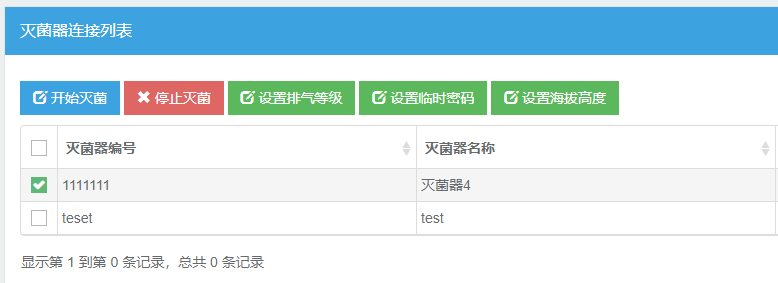 灭菌器连接列表
开始灭菌 停止灭菌 设置排气等级 设置临时密码 设置海拔高度
灭菌器编号 灭菌器名称
1111111 灭菌器4
teset test
显示第 1 到第 0 条记录，总共 0 条记录